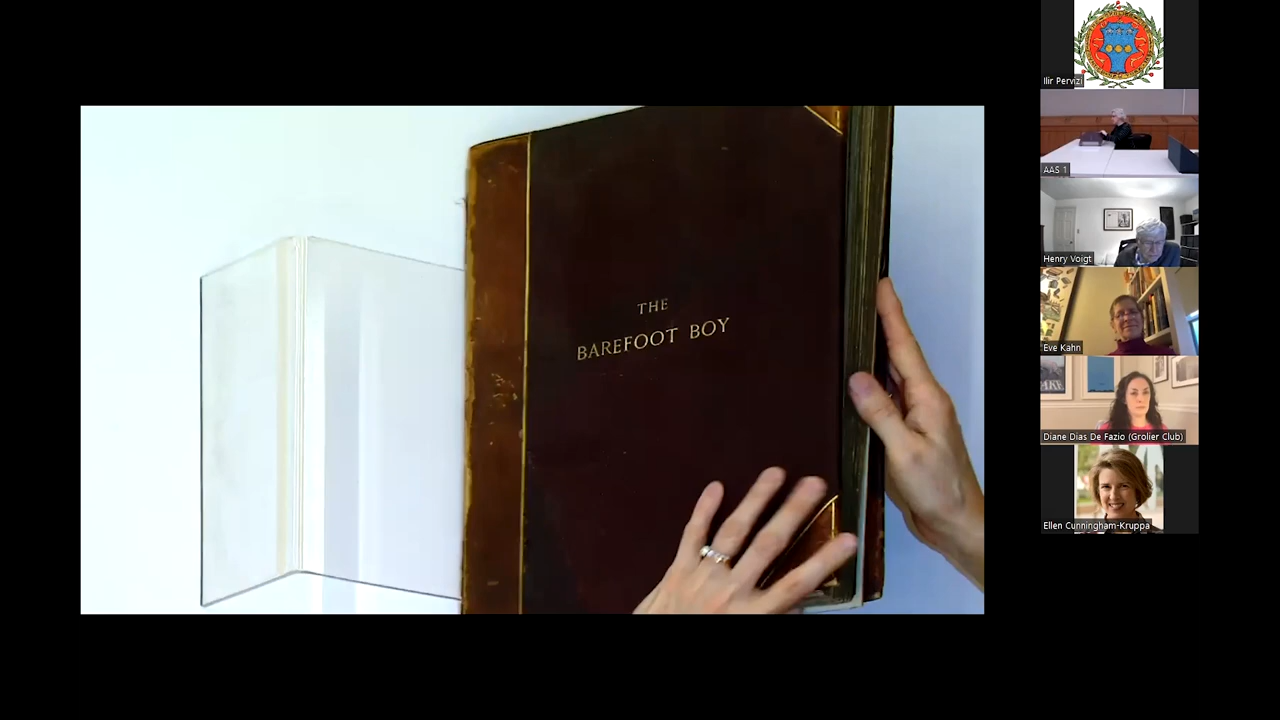 THE
BAREFOOT BOY
Ilir Pervizi
AAS 1
Henry Voigt
Eve Kahn
Diane Dias De Fazio (Grolier Club)
Ellen Cunningham-Kruppa